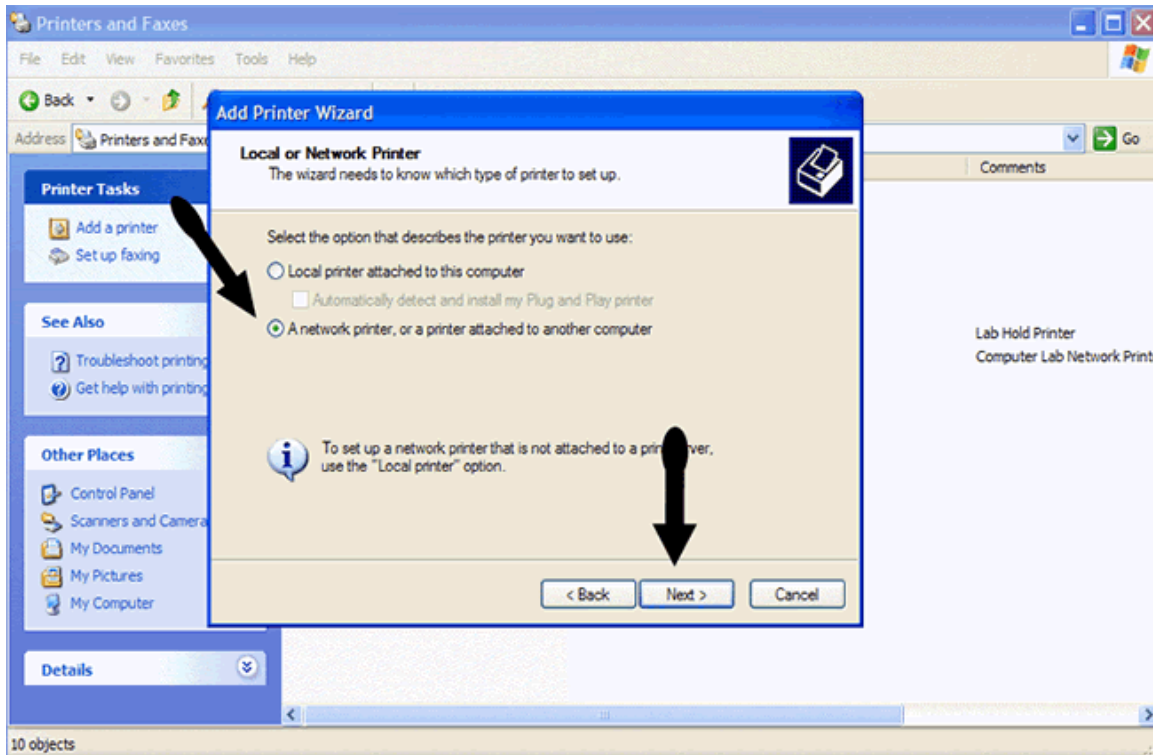 Printers and Faxes
File Edit View Favorites Tools Help
Back
Address Printers and Faxe Go
Comments
Printer Tasks
Add a printer
Set up faxing
See Also
Troubleshoot printing
Get help with printing
Other Places
Control Panel
Scanners and Camera
My Documents
My Pictures
My Computer
Details
Add Printer Wizard
Local or Network Printer
The wizard needs to know which type of printer to set up.
Select the option that describes the printer you want to use:
Local printer attached to this computer
Automatically detect and install my Plug and Play printer
A network printer, or a printer attached to another computer
To set up a network printer that is not attached to a print
use the "Local printer" option.
< Back Next > Cancel
Lab Hold Printer
Computer Lab Network Print
10 objects